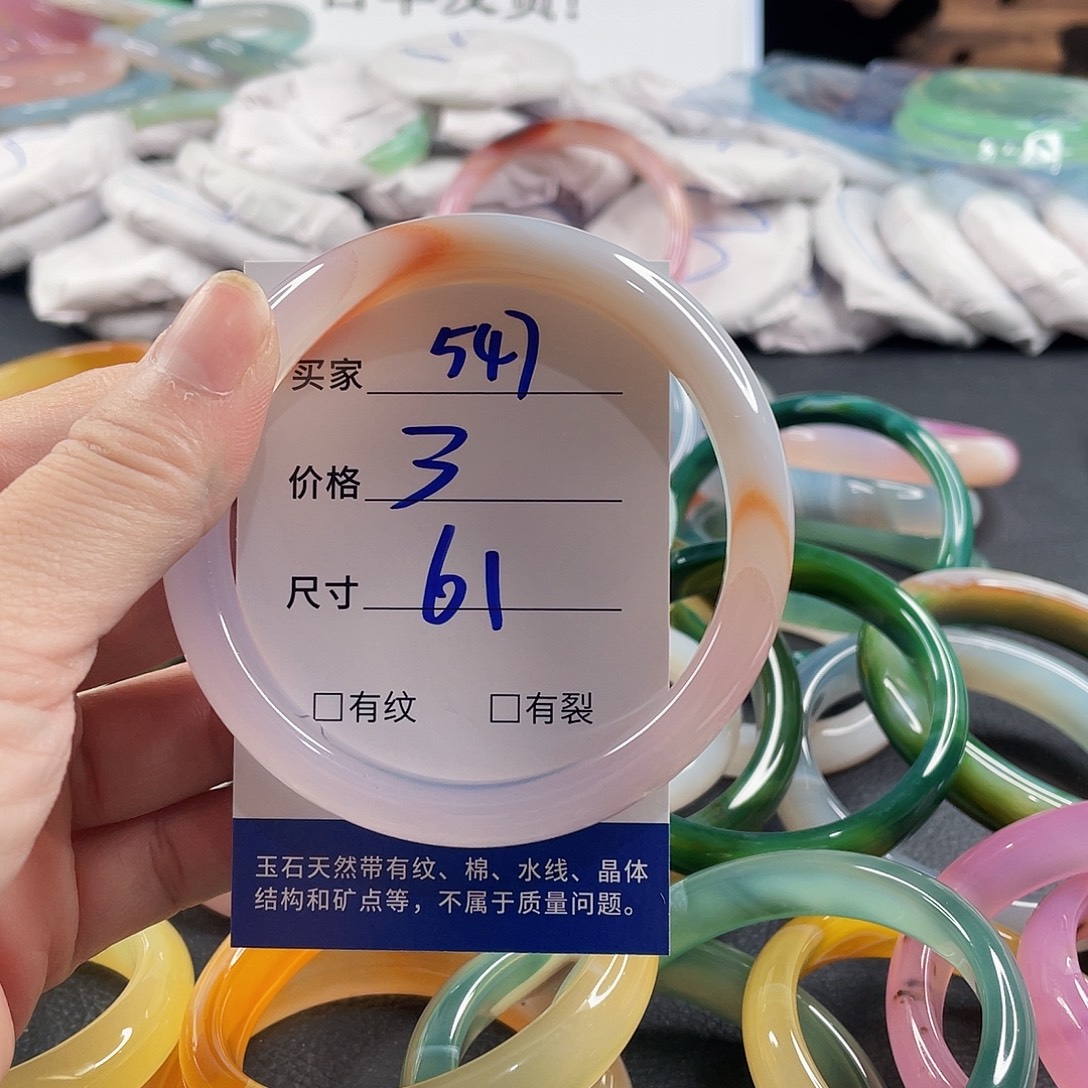 买家 547
价格 3
尺寸 61
□有纹 □有裂
玉石天然带有纹、棉、水线、晶体
结构和矿点等，不属于质量问题。